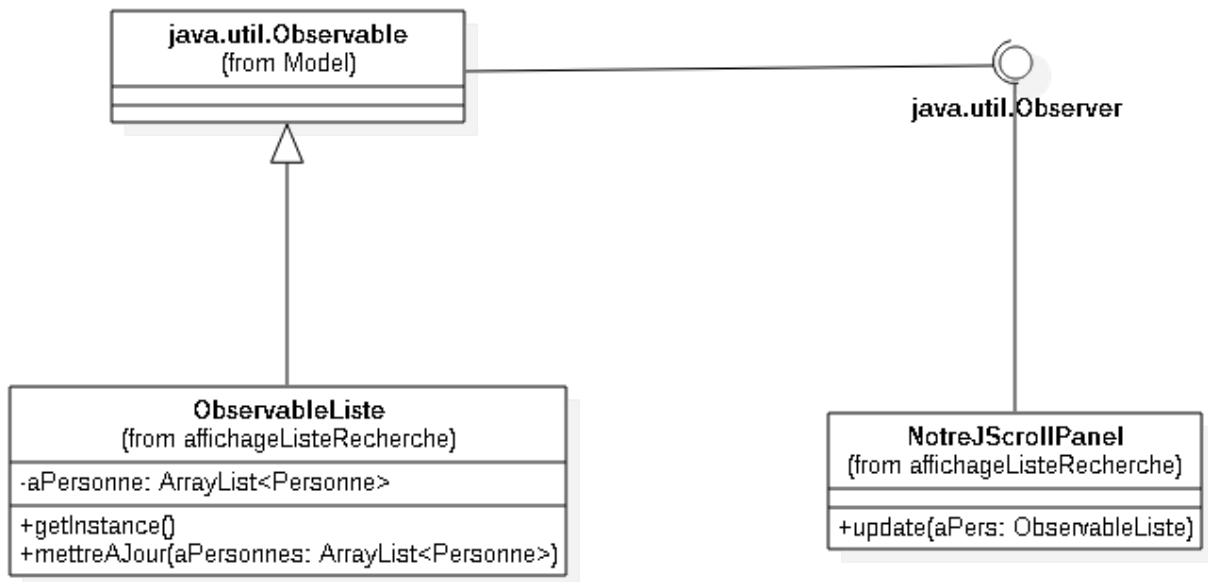 java.util.Observable
(from Model)
java.util.Observer
ObservableListe
(from affichageListeRecherche)
-aPersonne: ArrayList<Personne>
+getInstance()
+mettreAJour(aPersonnes: ArrayList<Personne>)
NotreJScrollPanel
(from affichageListeRecherche)
+update(aPers: ObservableListe)